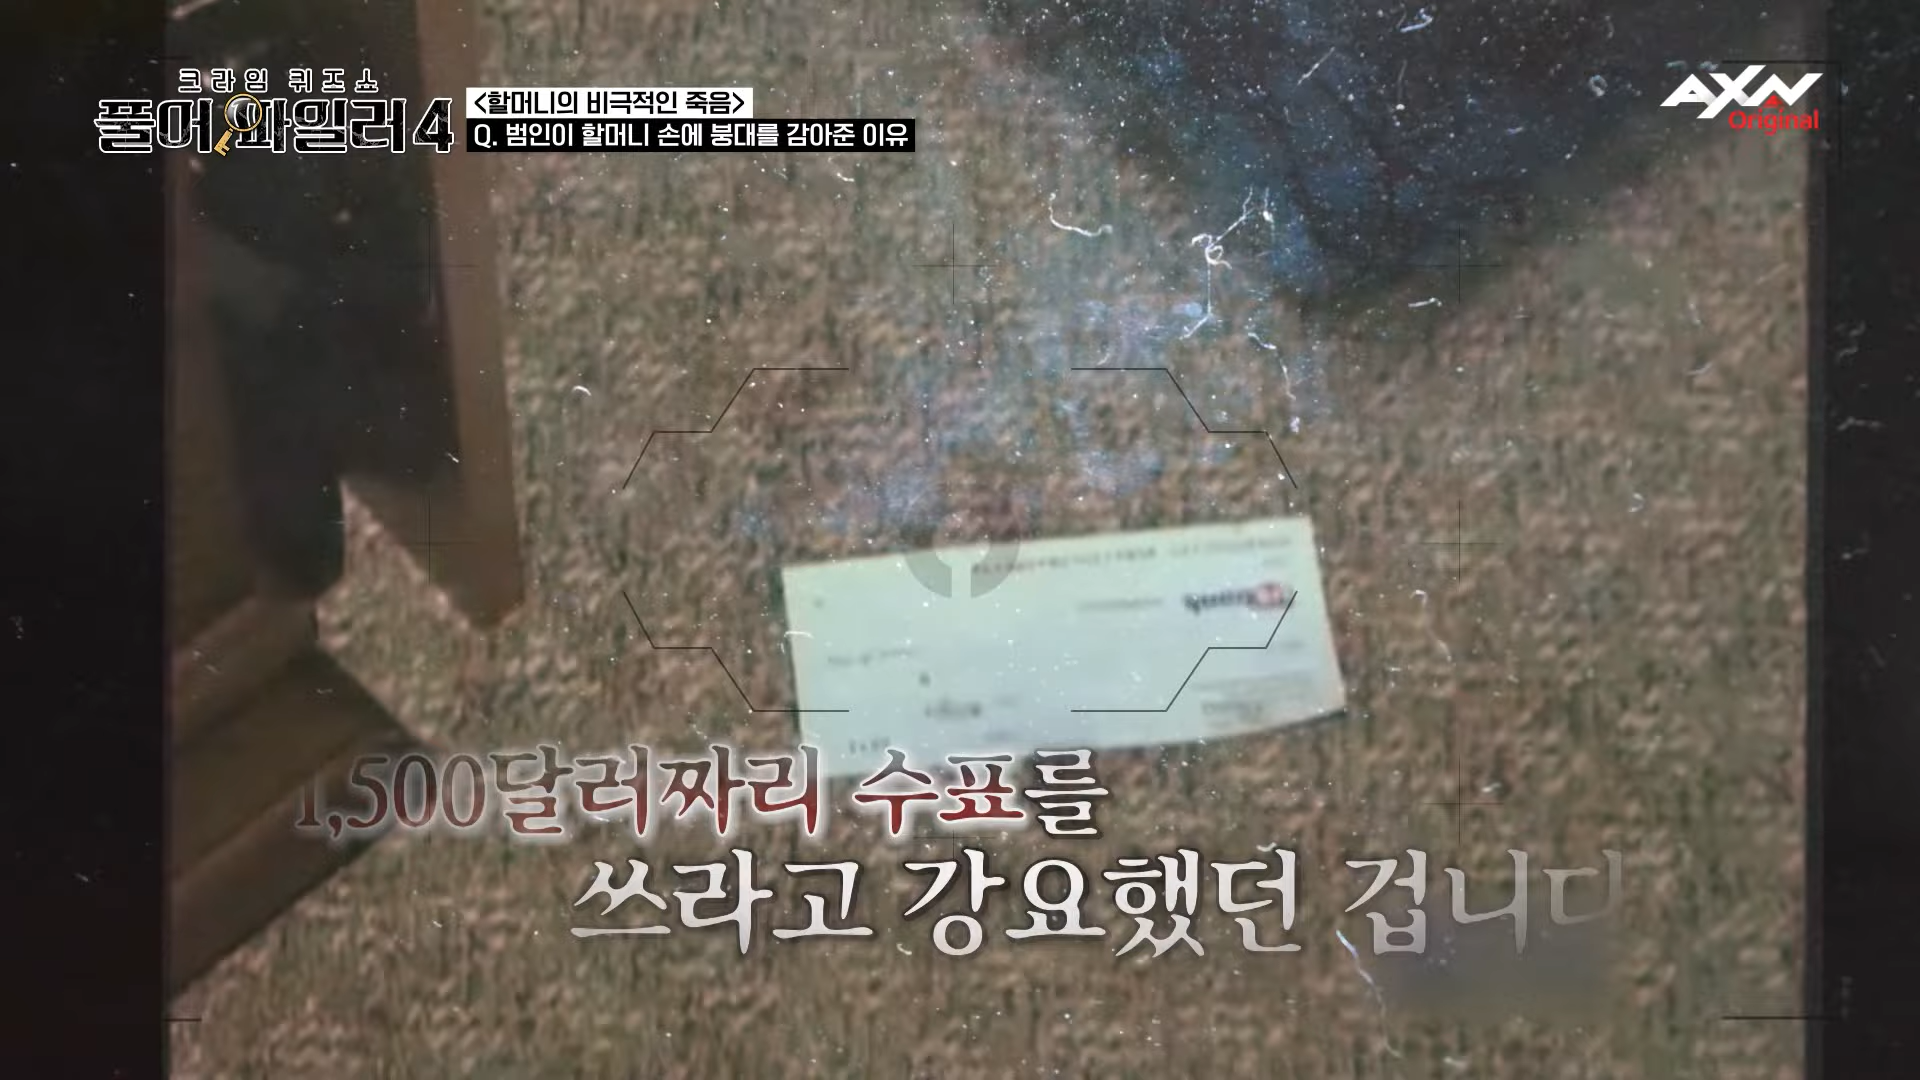 크라임 퀴즈쇼
풀어파일러4
<할머니의 비극적인 죽음>
Q. 범인이 할머니 손에 붕대를 감아준 이유
AXN
Original
1,500달러짜리 수표를
쓰라고 강요했던 겁니다